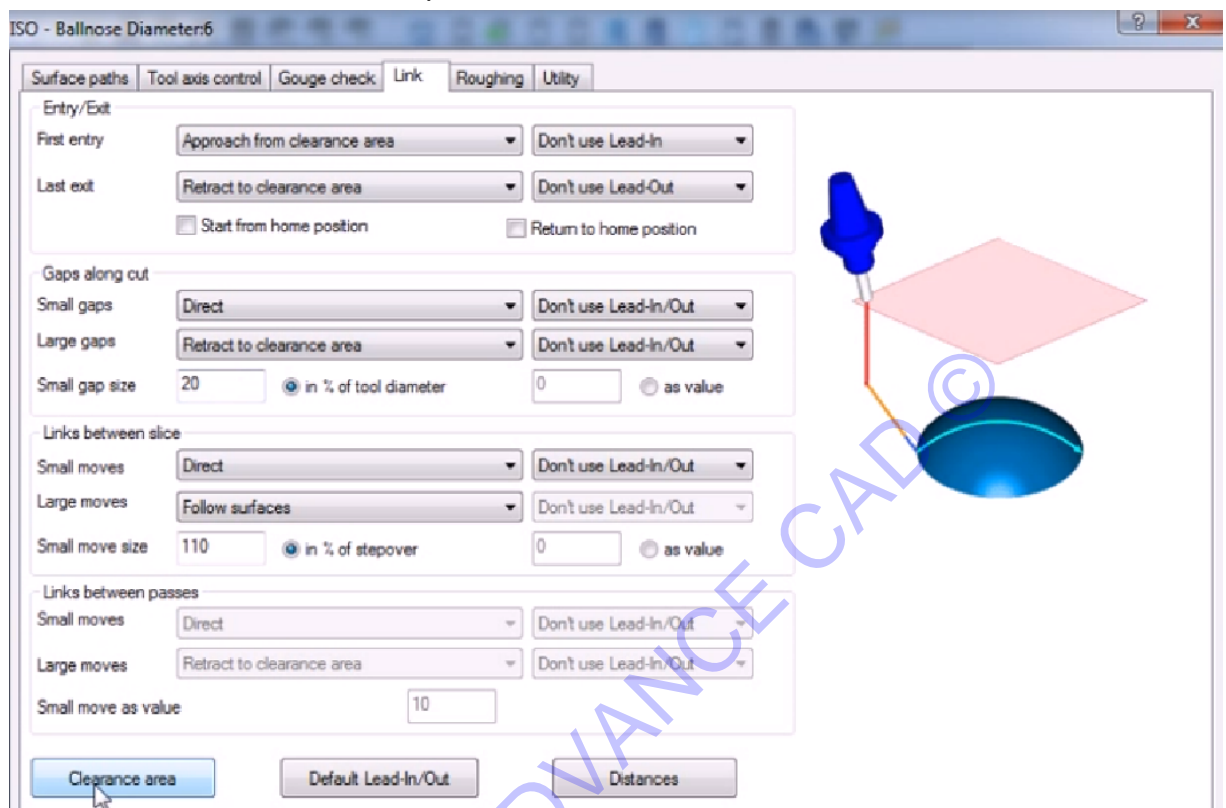 ISO - Ballnose Diameter:6
Surface paths Tool axis control Gouge check Link Roughing Utility
Entry/Exit
First entry Approach from clearance area Don't use Lead-In
Last exit Retract to clearance area Don't use Lead-Out
Start from home position Return to home position
Gaps along cut
Small gaps Direct Don't use Lead-In/Out
Large gaps Retract to clearance area Don't use Lead-In/Out
Small gap size 20 in % of tool diameter 0 as value
Links between slice
Small moves Direct Don't use Lead-In/Out
Large moves Follow surfaces Don't use Lead-In/Out
Small move size 110 in % of stepover 0 as value
Links between passes
Small moves Direct Don't use Lead-In/Out
Large moves Retract to clearance area Don't use Lead-In/Out
Small move as value 10
Clearance area Default Lead-In/Out Distances
ADVANCE CAD ©